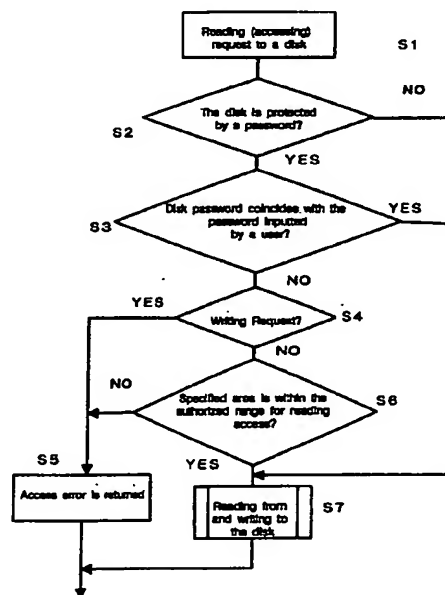 Reading (accessing)
request to a disk
S1
NO
The disk is protected
by a password?
S2
YES
Disk password coincides with the
password inputted
by a user?
YES
S3
NO
YES
Writing Request?
S4
NO
NO
Specified area is within the
authorized range for reading
access?
S6
S5
YES
Access error is returned
Reading from
and writing to
the disk
S7